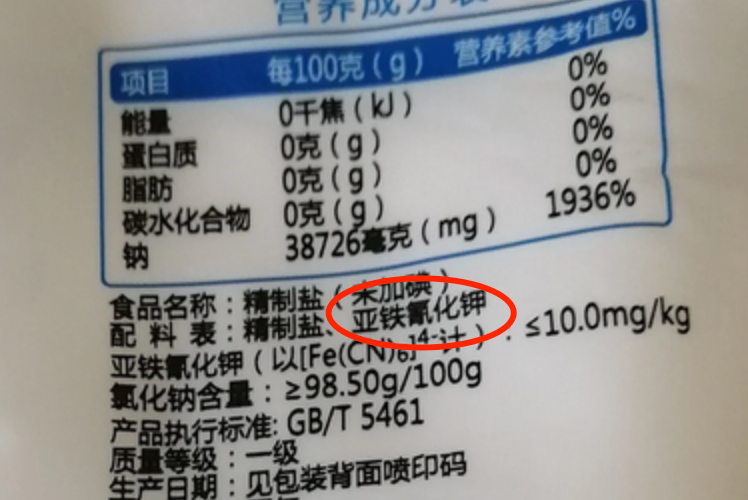 营养成分表
项目 每100克(g) 营养素参考值%
能量 0千焦(kJ) 0%
蛋白质 0克(g) 0%
脂肪 0克(g) 0%
碳水化合物 0克(g) 0%
钠 38726毫克(mg) 1936%
食品名称:精制盐(未加碘)
配料表:精制盐、亚铁氰化钾
亚铁氰化钾(以[Fe(CN)₆]⁴⁻计):≤10.0mg/kg
氯化钠含量:≥98.50g/100g
产品执行标准:GB/T 5461
质量等级:一级
生产日期:见包装背面喷印码